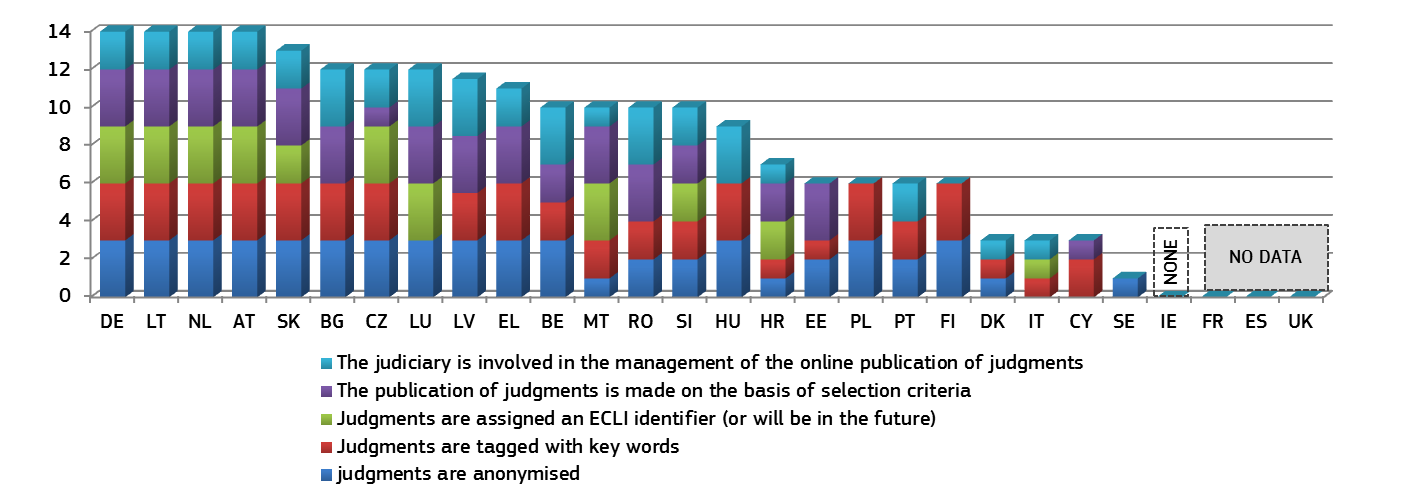 14
12
10
8
6
4
2
0
NONE
NO DATA
DE LT NL AT SK BG CZ LU LV EL BE MT RO SI HU HR EE PL PT FI DK IT CY SE IE FR ES UK
The judiciary is involved in the management of the online publication of judgments
The publication of judgments is made on the basis of selection criteria
Judgments are assigned an ECLI identifier (or will be in the future)
Judgments are tagged with key words
judgments are anonymised